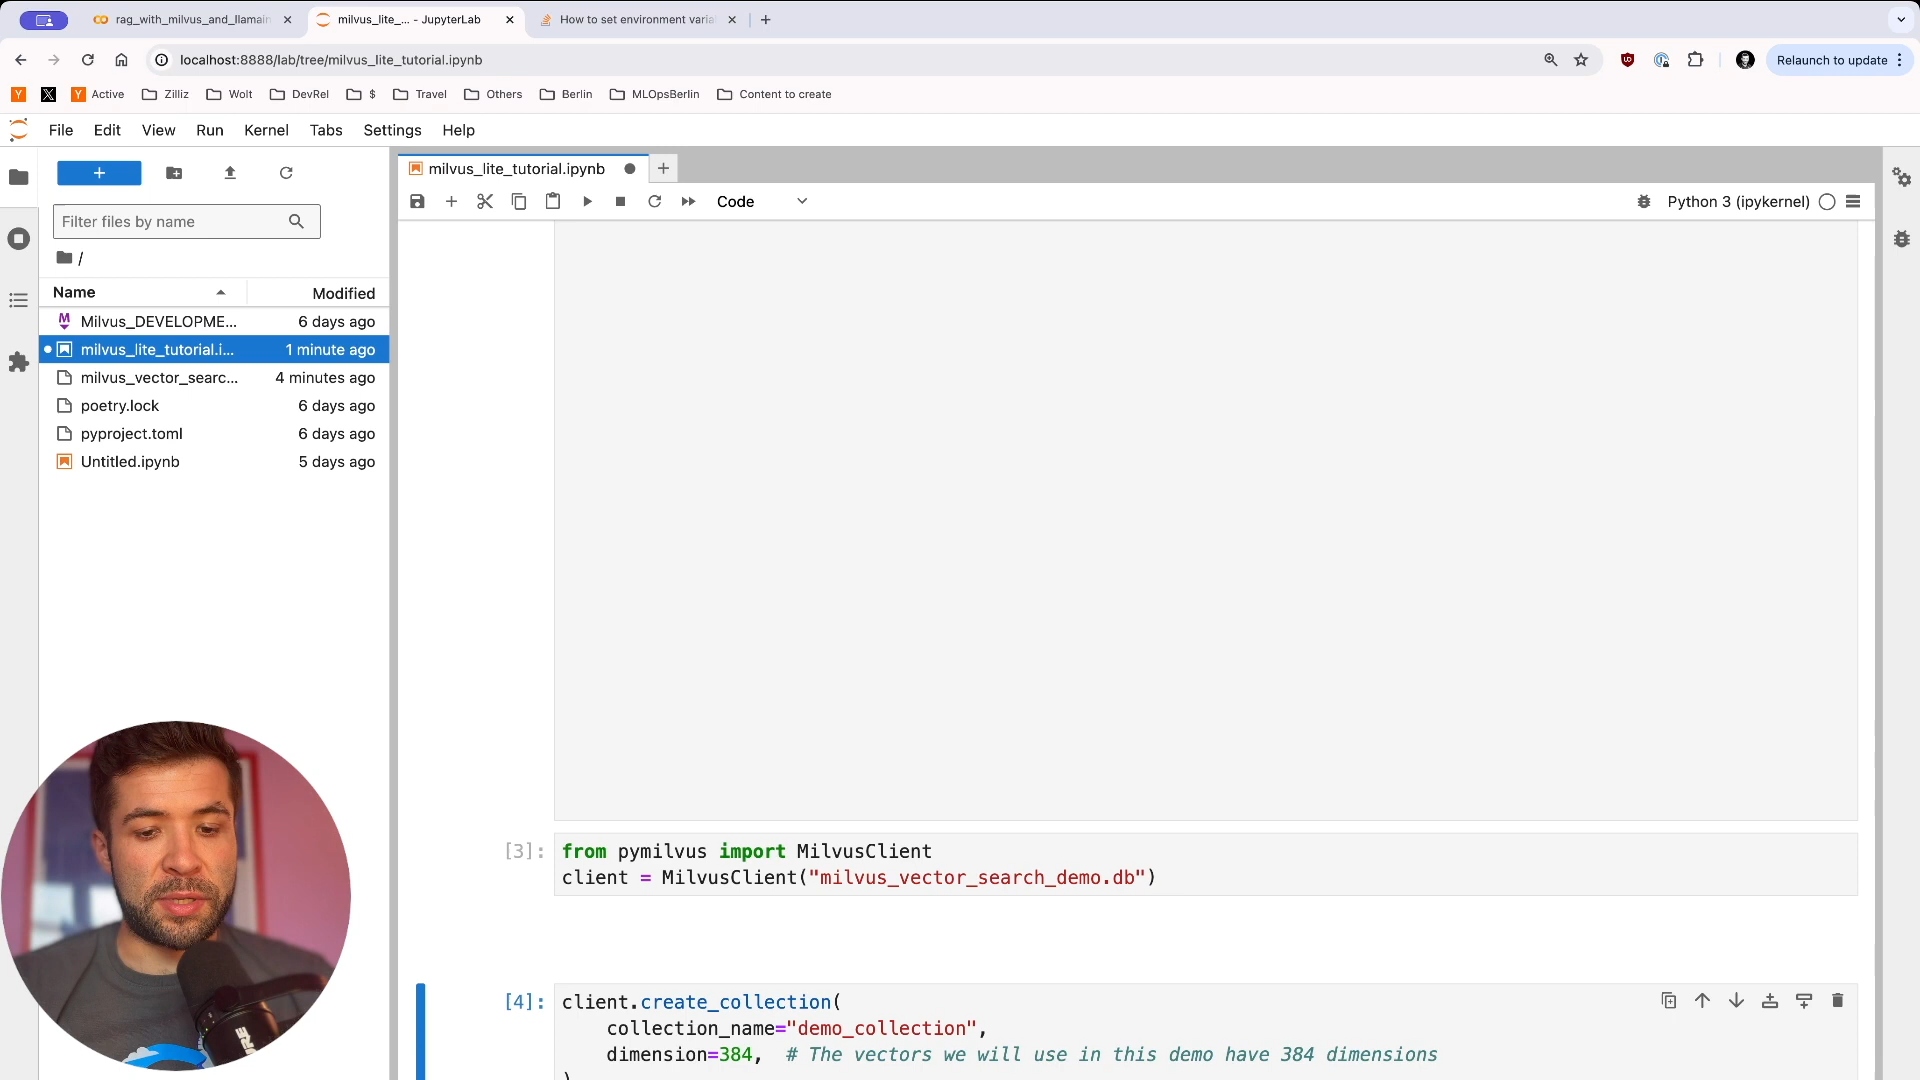 rag_with_milvus_and_llamain
milvus_lite_... - JupyterLab
How to set environment varia
localhost:8888/lab/tree/milvus_lite_tutorial.ipynb
Relaunch to update
Y
X
Y Active
Zilliz
Wolt
DevRel
$
Travel
Others
Berlin
MLOpsBerlin
Content to create
File
Edit
View
Run
Kernel
Tabs
Settings
Help
milvus_lite_tutorial.ipynb
Code
Python 3 (ipykernel)
Filter files by name
/
Name
Modified
Milvus_DEVELOPME... 6 days ago
milvus_lite_tutorial.i... 1 minute ago
milvus_vector_searc... 4 minutes ago
poetry.lock 6 days ago
pyproject.toml 6 days ago
Untitled.ipynb 5 days ago
[3]: from pymilvus import MilvusClient
client = MilvusClient("milvus_vector_search_demo.db")
[4]: client.create_collection(
collection_name="demo_collection",
dimension=384,  # The vectors we will use in this demo have 384 dimensions
)